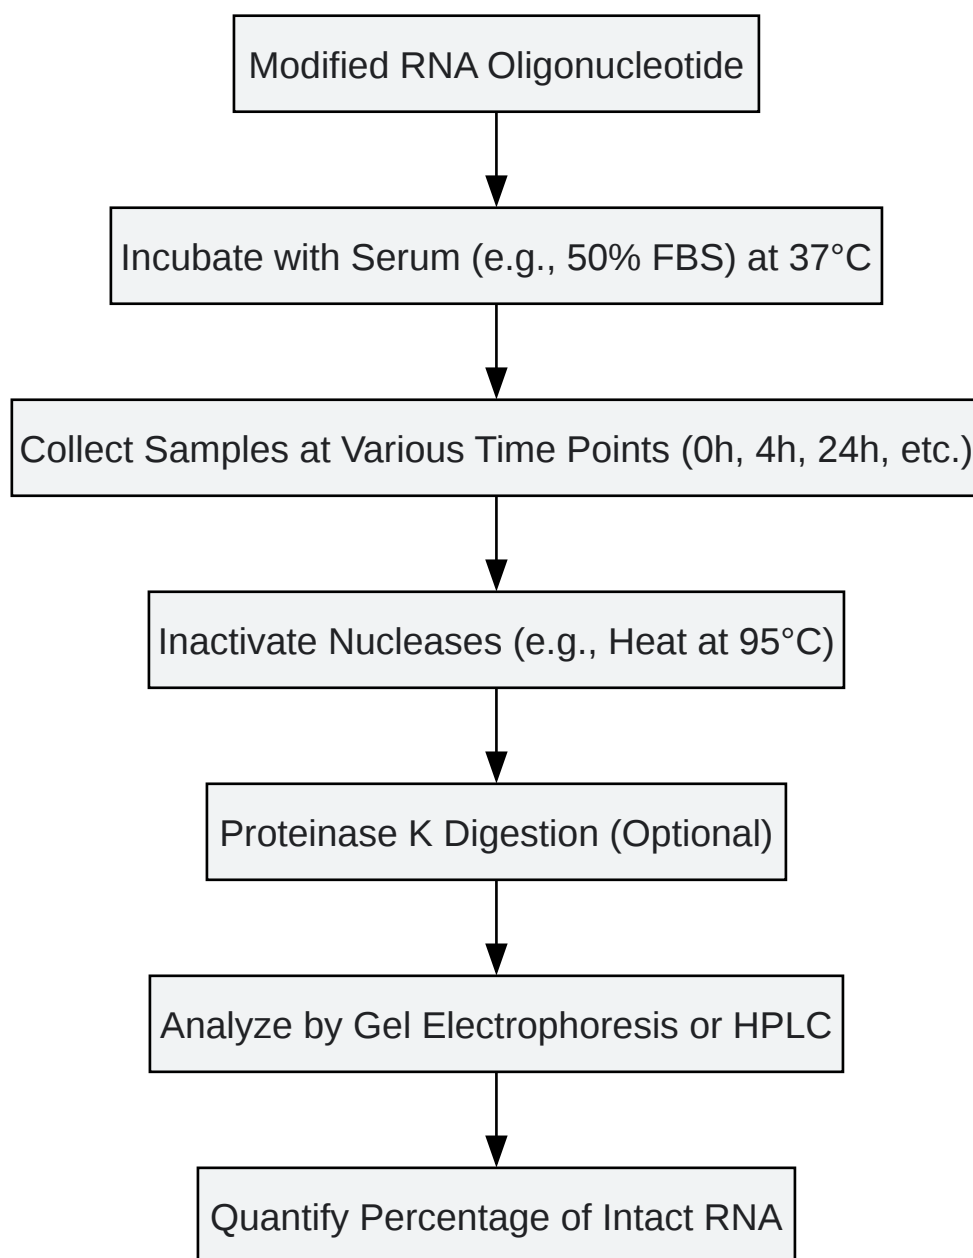 Modified RNA Oligonucleotide
Incubate with Serum (e.g., 50% FBS) at 37°C
Collect Samples at Various Time Points (0h, 4h, 24h, etc.)
Inactivate Nucleases (e.g., Heat at 95°C)
Proteinase K Digestion (Optional)
Analyze by Gel Electrophoresis or HPLC
Quantify Percentage of Intact RNA